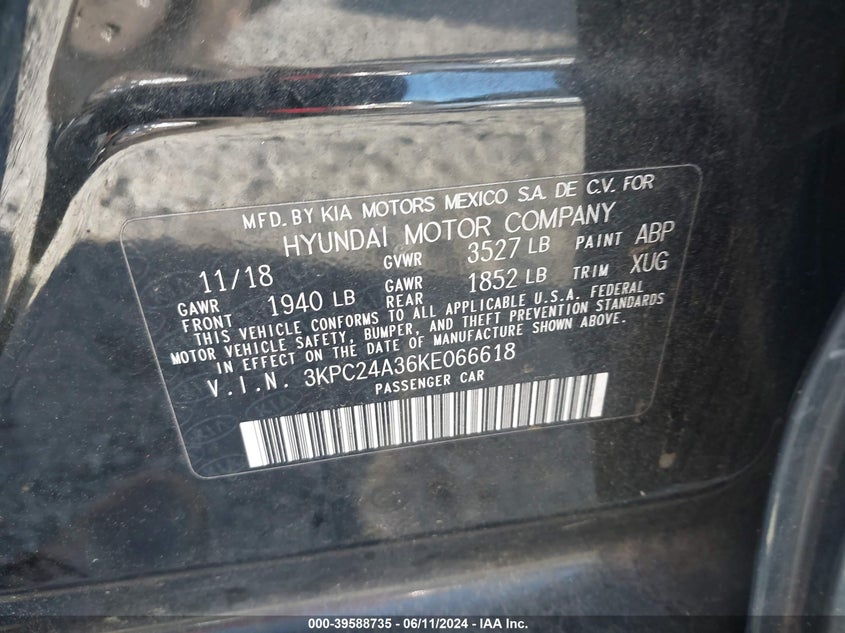 MFD. BY KIA MOTORS MEXICO S.A. DE C.V. FOR
HYUNDAI MOTOR COMPANY
11/18 GVWR 3527 LB PAINT ABP
GAWR FRONT 1940 LB GAWR REAR 1852 LB TRIM XUG
THIS VEHICLE CONFORMS TO ALL APPLICABLE U.S.A. FEDERAL
MOTOR VEHICLE SAFETY, BUMPER, AND THEFT PREVENTION STANDARDS
IN EFFECT ON THE DATE OF MANUFACTURE SHOWN ABOVE.
V.I.N. 3KPC24A36KE066618
PASSENGER CAR
000-39588735 - 06/11/2024 - IAA Inc.